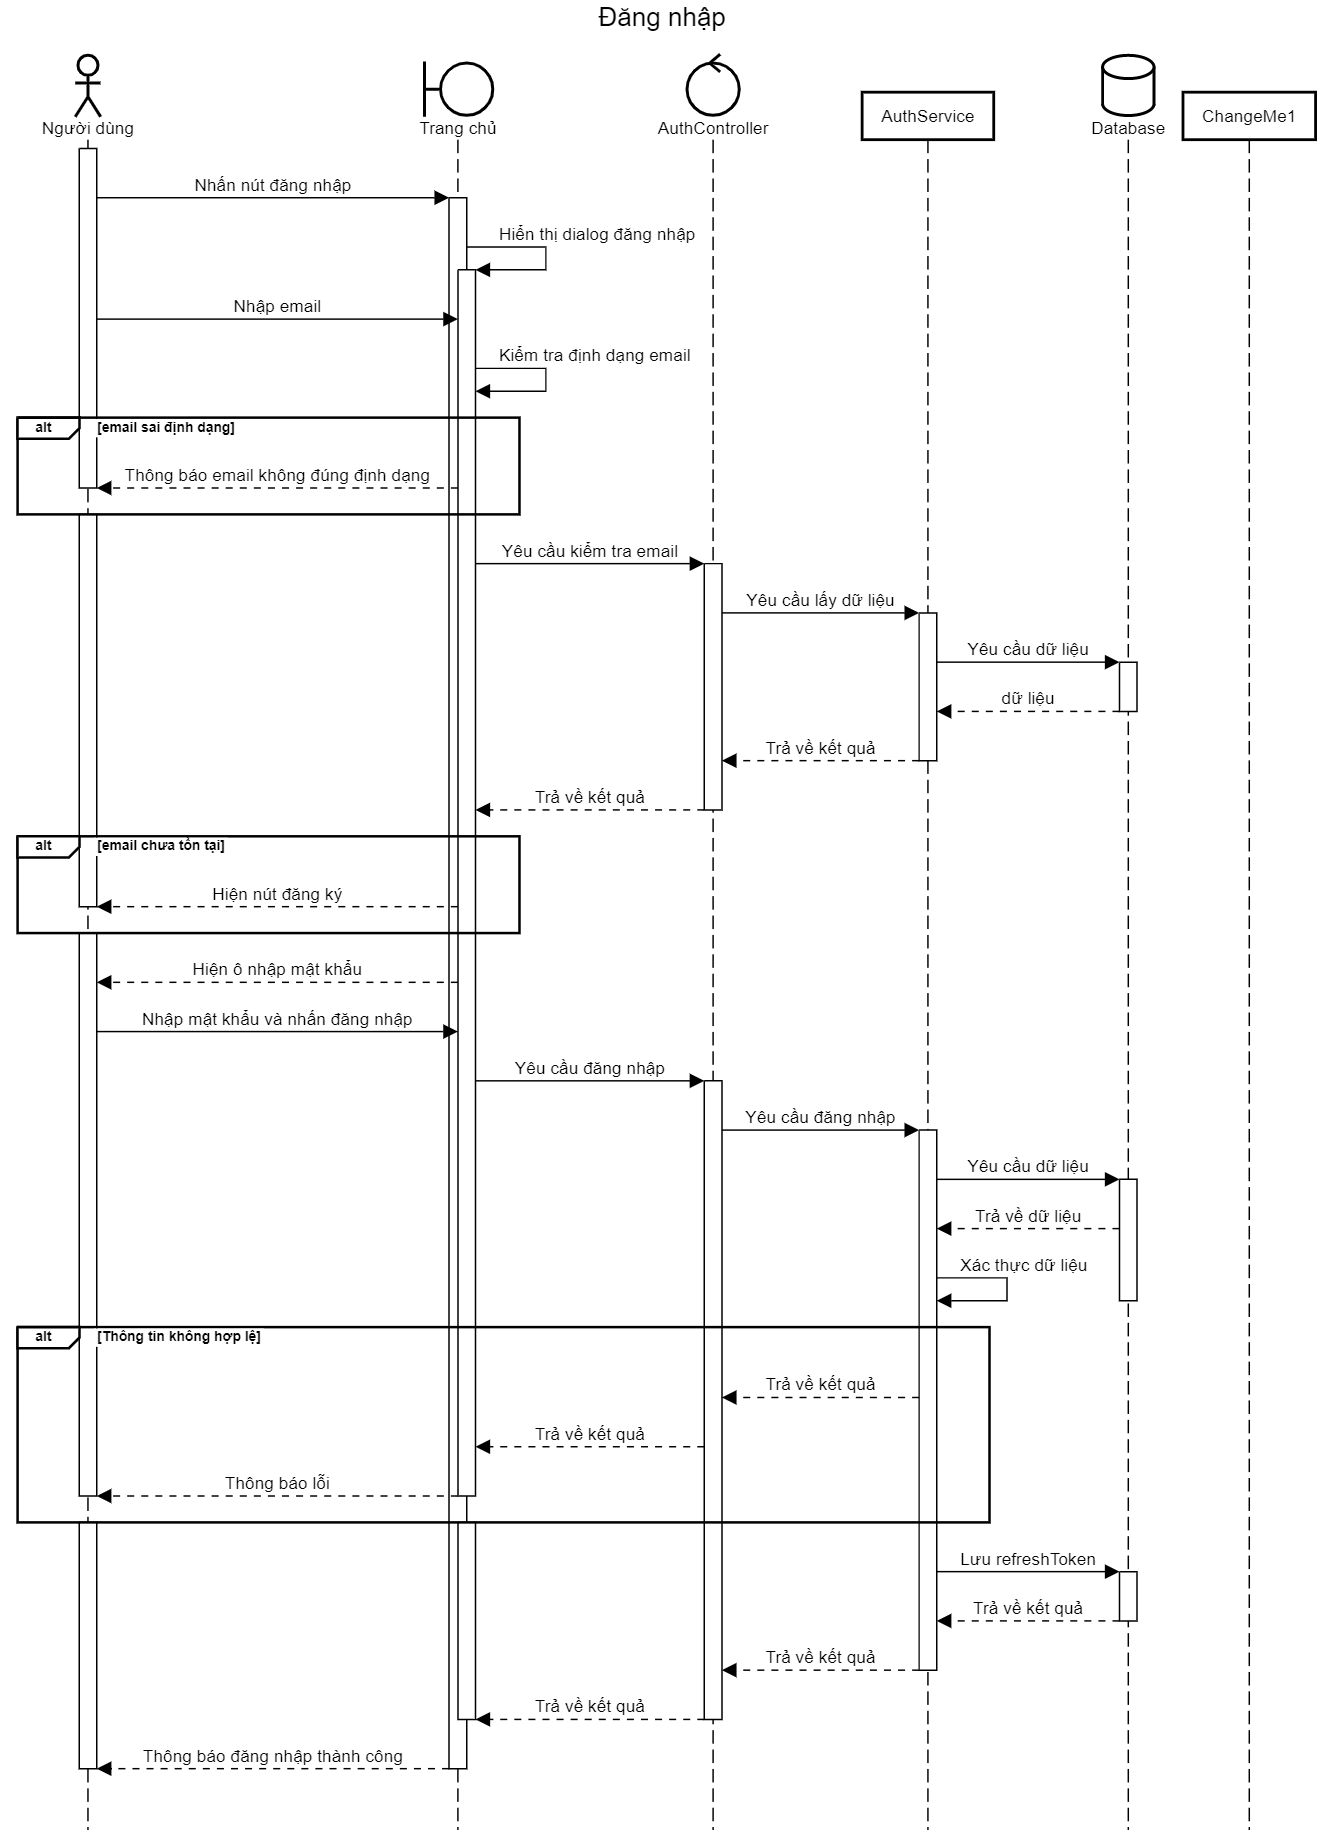 Đăng nhập
Người dùng
Trang chủ
AuthController
AuthService
Database
ChangeMe1
Nhấn nút đăng nhập
Hiển thị dialog đăng nhập
Nhập email
Kiểm tra định dạng email
alt
[email sai định dạng]
Thông báo email không đúng định dạng
Yêu cầu kiểm tra email
Yêu cầu lấy dữ liệu
Yêu cầu dữ liệu
dữ liệu
Trả về kết quả
Trả về kết quả
alt
[email chưa tồn tại]
Hiện nút đăng ký
Hiện ô nhập mật khẩu
Nhập mật khẩu và nhấn đăng nhập
Yêu cầu đăng nhập
Yêu cầu đăng nhập
Yêu cầu dữ liệu
Trả về dữ liệu
Xác thực dữ liệu
alt
[Thông tin không hợp lệ]
Trả về kết quả
Trả về kết quả
Thông báo lỗi
Lưu refreshToken
Trả về kết quả
Trả về kết quả
Trả về kết quả
Thông báo đăng nhập thành công